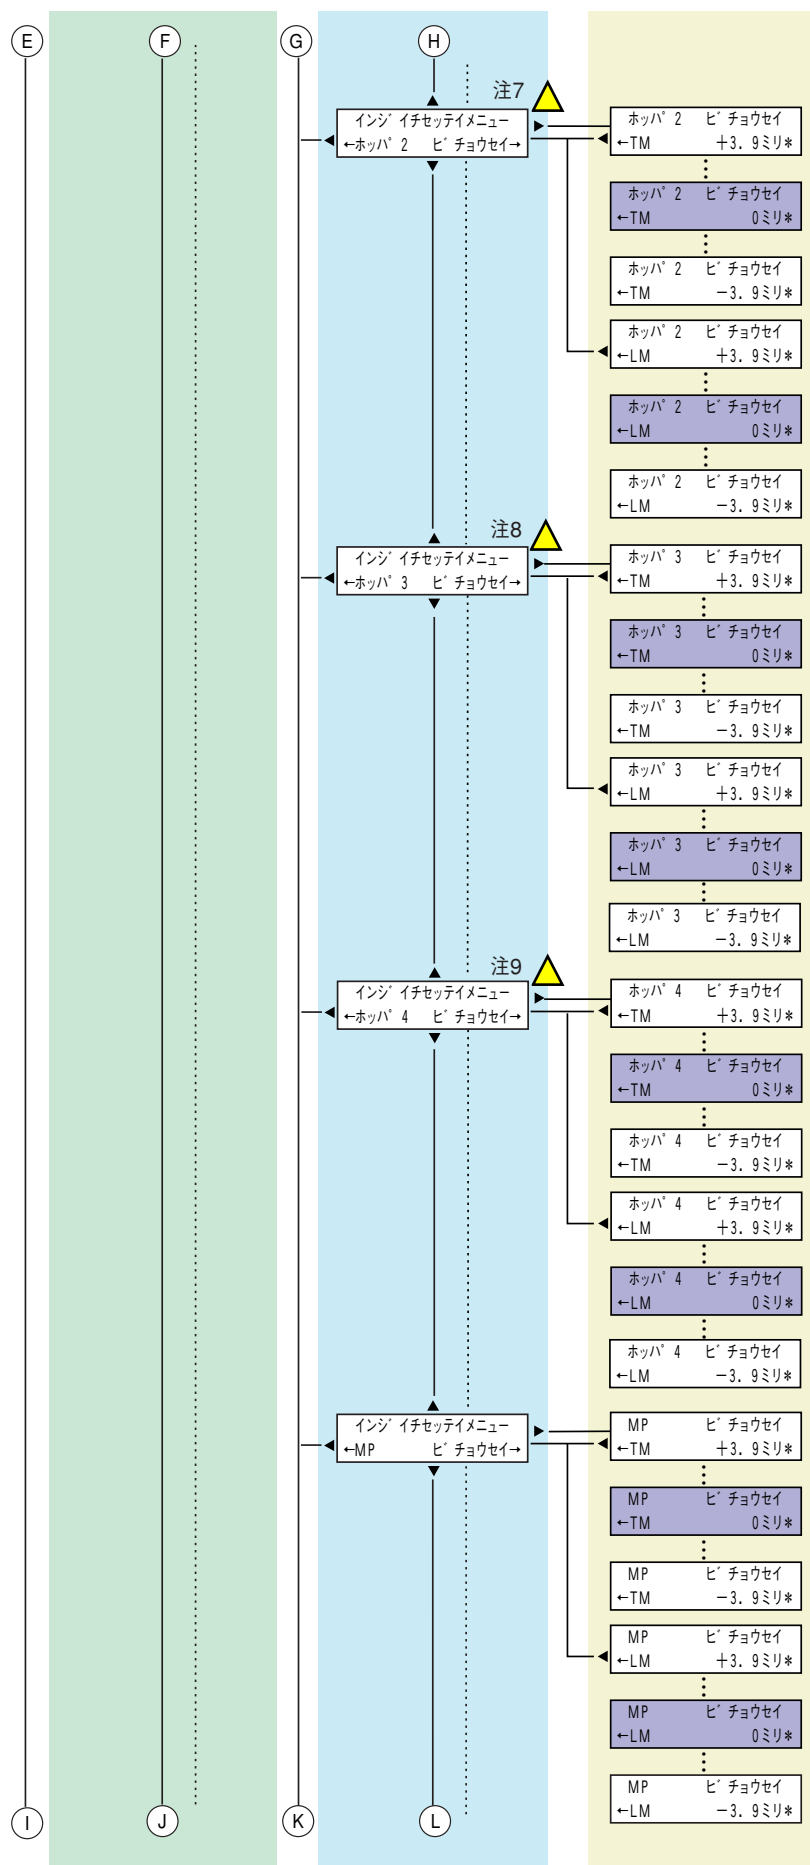 E F G H
注7
インジイチセッテイメニュー
←ホッパ2 ビチョウセイ→
ホッパ2 ビチョウセイ
←TM +3.9ミリ*
ホッパ2 ビチョウセイ
←TM 0ミリ*
ホッパ2 ビチョウセイ
←TM −3.9ミリ*
ホッパ2 ビチョウセイ
←LM +3.9ミリ*
ホッパ2 ビチョウセイ
←LM 0ミリ*
ホッパ2 ビチョウセイ
←LM −3.9ミリ*
注8
インジイチセッテイメニュー
←ホッパ3 ビチョウセイ→
ホッパ3 ビチョウセイ
←TM +3.9ミリ*
ホッパ3 ビチョウセイ
←TM 0ミリ*
ホッパ3 ビチョウセイ
←TM −3.9ミリ*
ホッパ3 ビチョウセイ
←LM +3.9ミリ*
ホッパ3 ビチョウセイ
←LM 0ミリ*
ホッパ3 ビチョウセイ
←LM −3.9ミリ*
注9
インジイチセッテイメニュー
←ホッパ4 ビチョウセイ→
ホッパ4 ビチョウセイ
←TM +3.9ミリ*
ホッパ4 ビチョウセイ
←TM 0ミリ*
ホッパ4 ビチョウセイ
←TM −3.9ミリ*
ホッパ4 ビチョウセイ
←LM +3.9ミリ*
ホッパ4 ビチョウセイ
←LM 0ミリ*
ホッパ4 ビチョウセイ
←LM −3.9ミリ*
インジイチセッテイメニュー
←MP ビチョウセイ→
MP ビチョウセイ
←TM +3.9ミリ*
MP ビチョウセイ
←TM 0ミリ*
MP ビチョウセイ
←TM −3.9ミリ*
MP ビチョウセイ
←LM +3.9ミリ*
MP ビチョウセイ
←LM 0ミリ*
MP ビチョウセイ
←LM −3.9ミリ*
I J K L